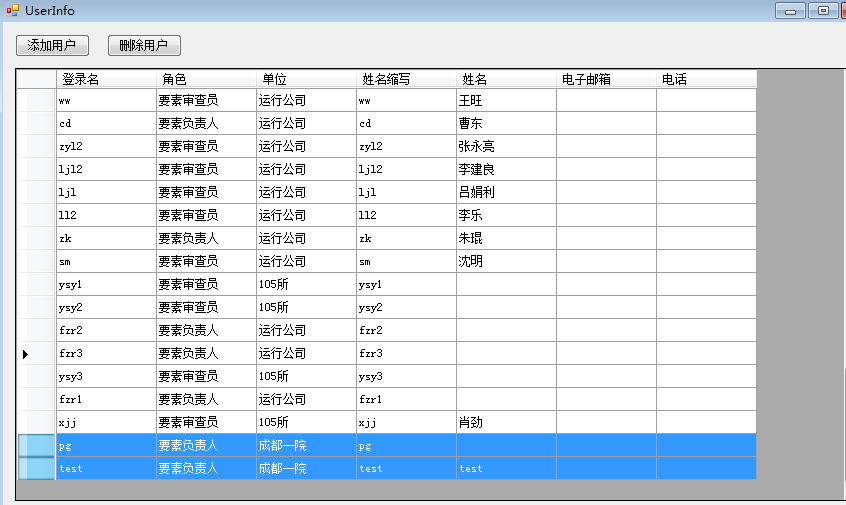 UserInfo
添加用户 删除用户
登录名 角色 单位 姓名缩写 姓名 电子邮箱 电话
ww 要素审查员 运行公司 ww 王旺
cd 要素负责人 运行公司 cd 曹东
zyl2 要素审查员 运行公司 zyl2 张永亮
ljl2 要素审查员 运行公司 ljl2 李建良
ljl 要素审查员 运行公司 ljl 吕娟利
ll2 要素审查员 运行公司 ll2 李乐
zk 要素负责人 运行公司 zk 朱琨
sm 要素审查员 运行公司 sm 沈明
ysy1 要素审查员 105所 ysy1
ysy2 要素审查员 105所 ysy2
fzr2 要素负责人 运行公司 fzr2
fzr3 要素负责人 运行公司 fzr3
ysy3 要素审查员 105所 ysy3
fzr1 要素负责人 运行公司 fzr1
xjj 要素审查员 105所 xjj 肖劲
pg 要素负责人 成都一院 pg
test 要素负责人 成都一院 test test